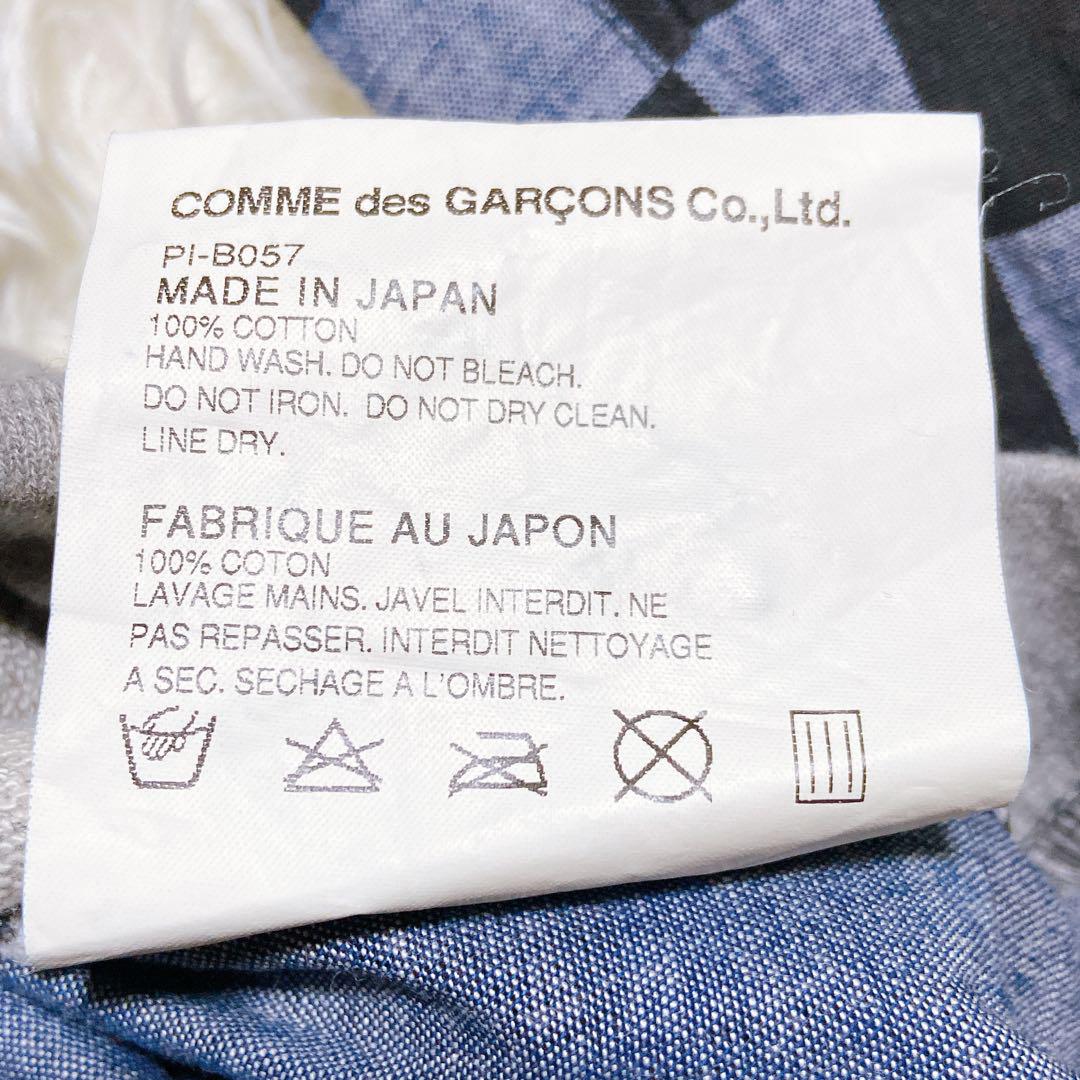 COMME des GARÇONS Co.,Ltd.
PI-B057
MADE IN JAPAN
100% COTTON
HAND WASH. DO NOT BLEACH.
DO NOT IRON. DO NOT DRY CLEAN.
LINE DRY.
FABRIQUE AU JAPON
100% COTON
LAVAGE MAINS. JAVEL INTERDIT. NE
PAS REPASSER. INTERDIT NETTOYAGE
A SEC. SECHAGE A L'OMBRE.